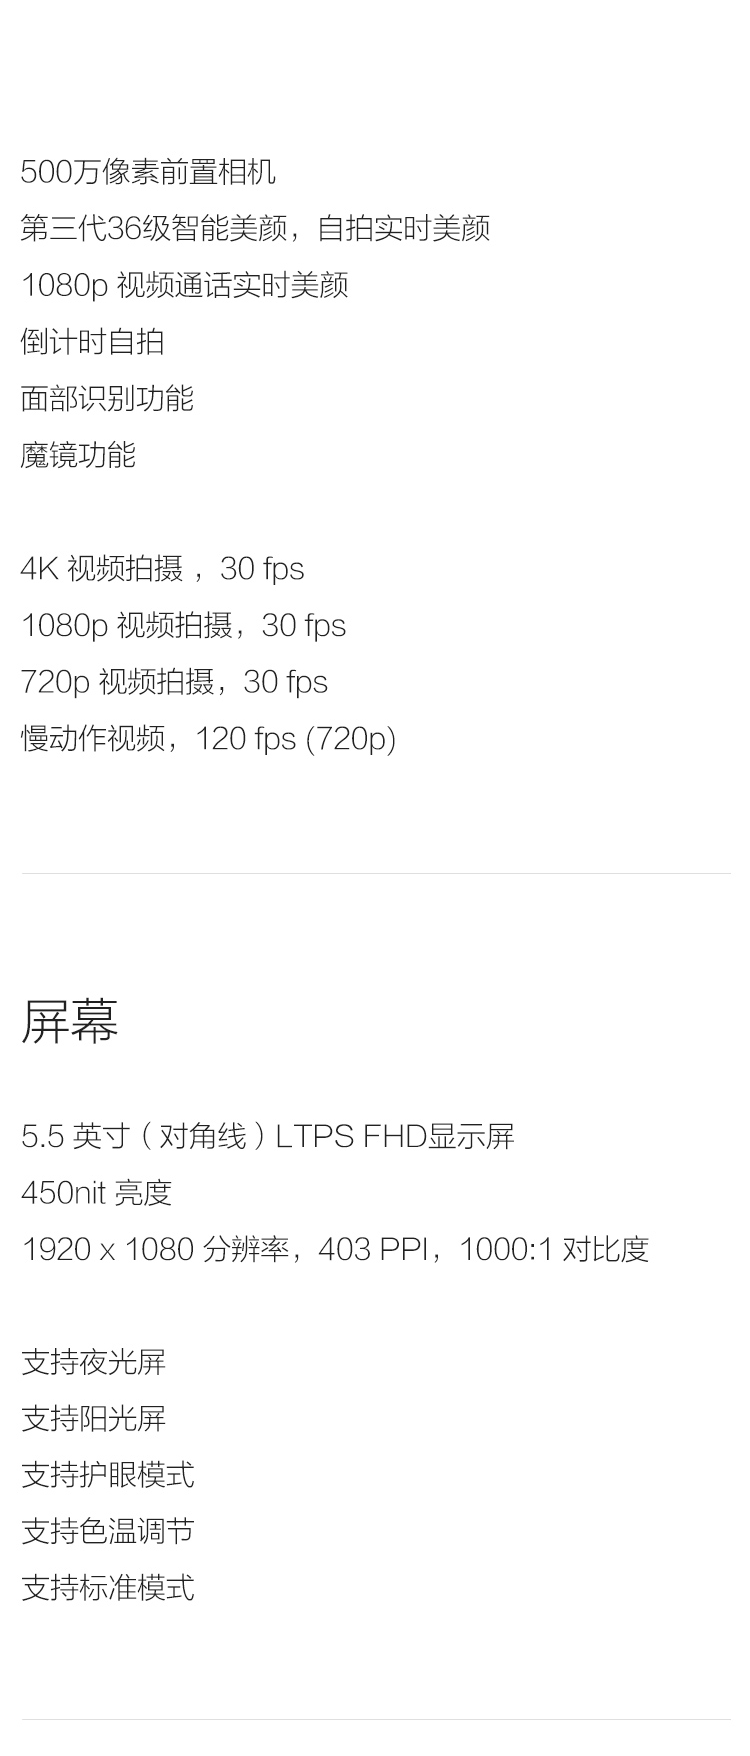 500万像素前置相机
第三代36级智能美颜，自拍实时美颜
1080p 视频通话实时美颜
倒计时自拍
面部识别功能
魔镜功能
4K 视频拍摄 ，30 fps
1080p 视频拍摄，30 fps
720p 视频拍摄，30 fps
慢动作视频，120 fps (720p)
屏幕
5.5 英寸（对角线）LTPS FHD显示屏
450nit 亮度
1920 x 1080 分辨率，403 PPI，1000:1 对比度
支持夜光屏
支持阳光屏
支持护眼模式
支持色温调节
支持标准模式